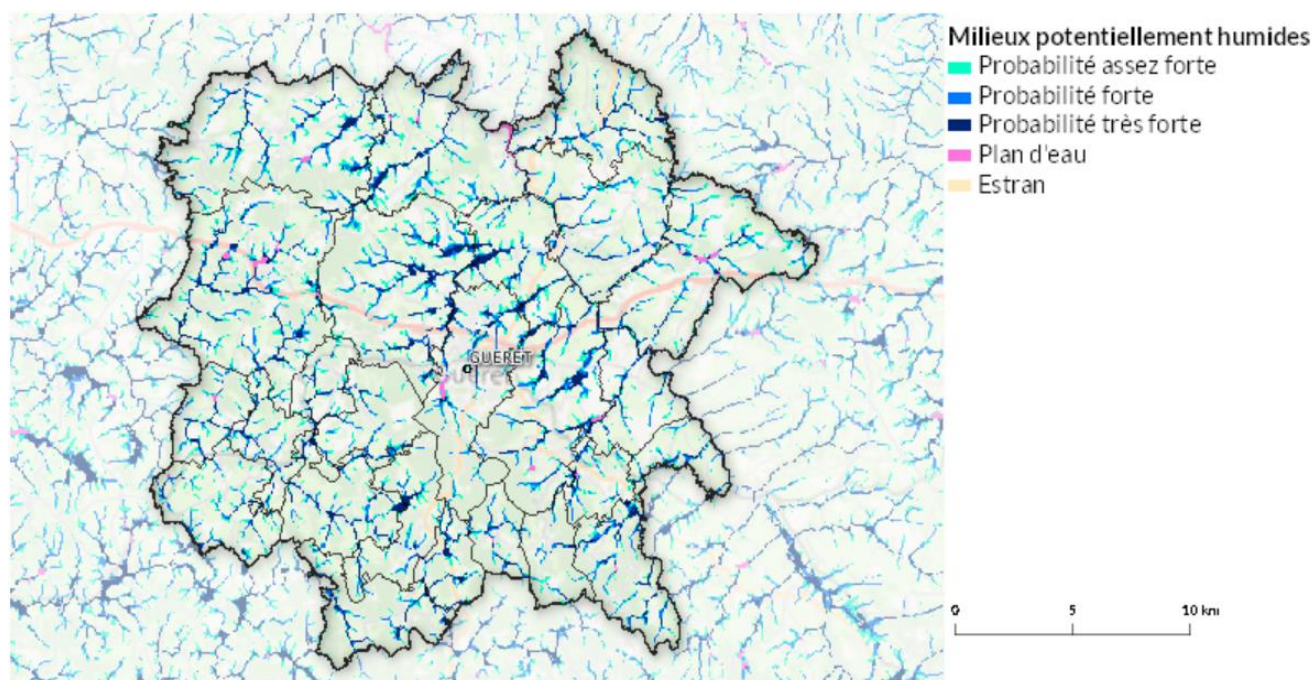 Milieux potentiellement humides
Probabilité assez forte
Probabilité forte
Probabilité très forte
Plan d'eau
Estran
GUERET
Guéret
0 5 10 km